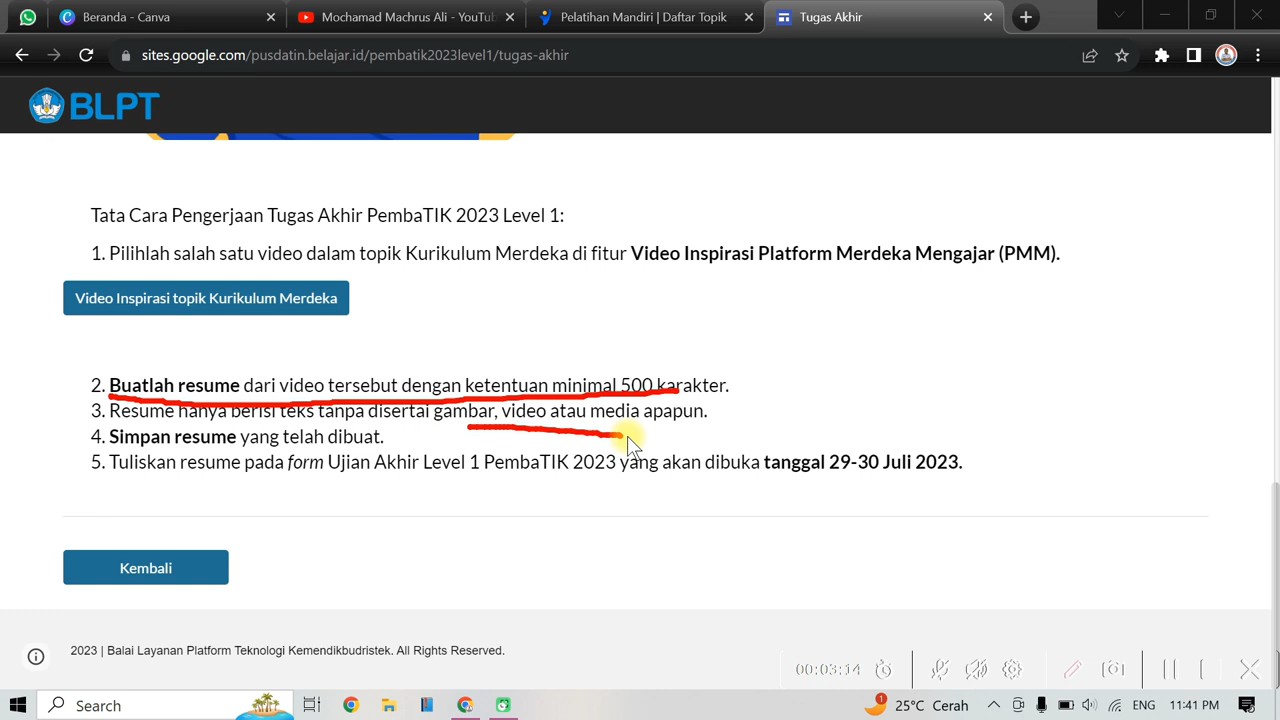 Beranda - Canva
Mochamad Machrus Ali - YouTub
Pelatihan Mandiri | Daftar Topik
Tugas Akhir
sites.google.com/pusdatin.belajar.id/pembatik2023level1/tugas-akhir
BLPT
Tata Cara Pengerjaan Tugas Akhir PembaTIK 2023 Level 1:
1. Pilihlah salah satu video dalam topik Kurikulum Merdeka di fitur Video Inspirasi Platform Merdeka Mengajar (PMM).
Video Inspirasi topik Kurikulum Merdeka
2. Buatlah resume dari video tersebut dengan ketentuan minimal 500 karakter.
3. Resume hanya berisi teks tanpa disertai gambar, video atau media apapun.
4. Simpan resume yang telah dibuat.
5. Tuliskan resume pada form Ujian Akhir Level 1 PembaTIK 2023 yang akan dibuka tanggal 29-30 Juli 2023.
Kembali
2023 | Balai Layanan Platform Teknologi Kemendikbudristek. All Rights Reserved.
00:03:14
Search
25°C Cerah
ENG
11:41 PM